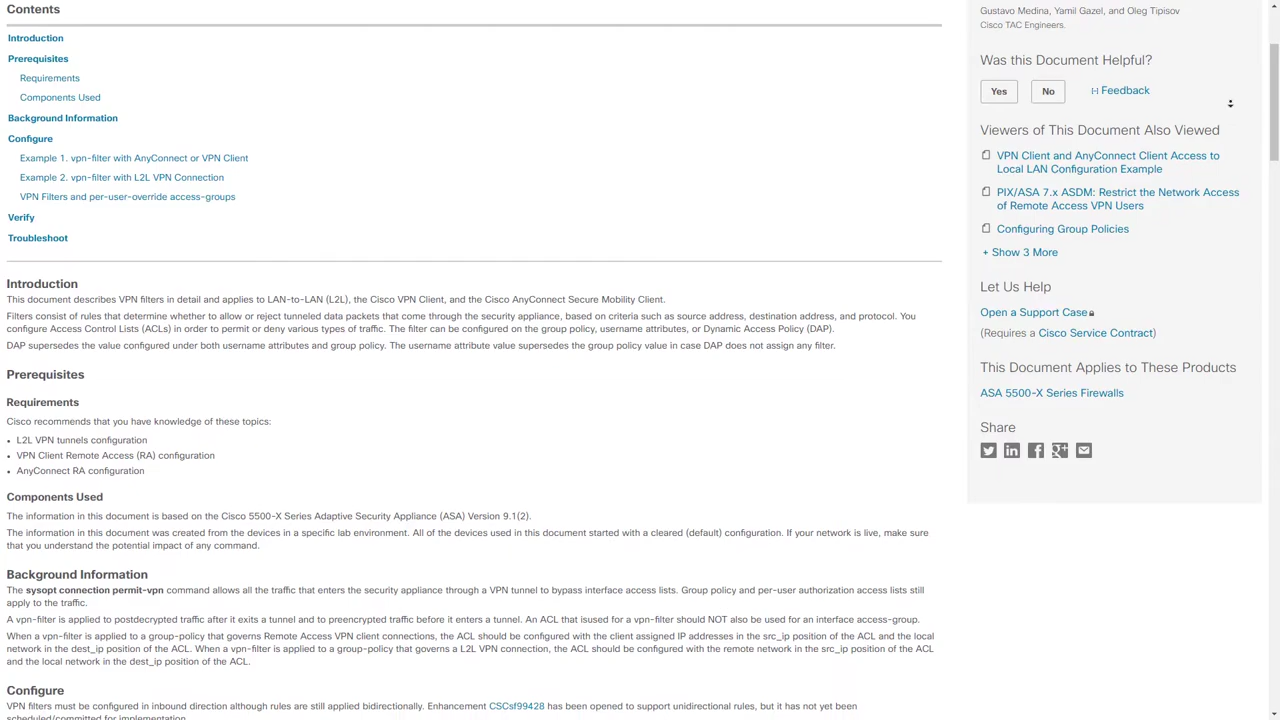 Contents
Introduction
Prerequisites
Requirements
Components Used
Background Information
Configure
Example 1. vpn-filter with AnyConnect or VPN Client
Example 2. vpn-filter with L2L VPN Connection
VPN Filters and per-user-override access-groups
Verify
Troubleshoot
Introduction
This document describes VPN filters in detail and applies to LAN-to-LAN (L2L), the Cisco VPN Client, and the Cisco AnyConnect Secure Mobility Client.
Filters consist of rules that determine whether to allow or reject tunneled data packets that come through the security appliance, based on criteria such as source address, destination address, and protocol. You
configure Access Control Lists (ACLs) in order to permit or deny various types of traffic. The filter can be configured on the group policy, username attributes, or Dynamic Access Policy (DAP).
DAP supersedes the value configured under both username attributes and group policy. The username attribute value supersedes the group policy value in case DAP does not assign any filter.
Prerequisites
Requirements
Cisco recommends that you have knowledge of these topics:
• L2L VPN tunnels configuration
• VPN Client Remote Access (RA) configuration
• AnyConnect RA configuration
Components Used
The information in this document is based on the Cisco 5500-X Series Adaptive Security Appliance (ASA) Version 9.1(2).
The information in this document was created from the devices in a specific lab environment. All of the devices used in this document started with a cleared (default) configuration. If your network is live, make sure
that you understand the potential impact of any command.
Background Information
The sysopt connection permit-vpn command allows all the traffic that enters the security appliance through a VPN tunnel to bypass interface access lists. Group policy and per-user authorization access lists still
apply to the traffic.
A vpn-filter is applied to postdecrypted traffic after it exits a tunnel and to preencrypted traffic before it enters a tunnel. An ACL that isused for a vpn-filter should NOT also be used for an interface access-group.
When a vpn-filter is applied to a group-policy that governs Remote Access VPN client connections, the ACL should be configured with the client assigned IP addresses in the src_ip position of the ACL and the local
network in the dest_ip position of the ACL. When a vpn-filter is applied to a group-policy that governs a L2L VPN connection, the ACL should be configured with the remote network in the src_ip position of the ACL
and the local network in the dest_ip position of the ACL.
Configure
VPN filters must be configured in inbound direction although rules are still applied bidirectionally. Enhancement CSCsf99428 has been opened to support unidirectional rules, but it has not yet been
scheduled/committed for implementation.
Gustavo Medina, Yamil Gazel, and Oleg Tipisov
Cisco TAC Engineers.
Was this Document Helpful?
Yes No [-] Feedback
Viewers of This Document Also Viewed
VPN Client and AnyConnect Client Access to
Local LAN Configuration Example
PIX/ASA 7.x ASDM: Restrict the Network Access
of Remote Access VPN Users
Configuring Group Policies
+ Show 3 More
Let Us Help
Open a Support Case
(Requires a Cisco Service Contract)
This Document Applies to These Products
ASA 5500-X Series Firewalls
Share